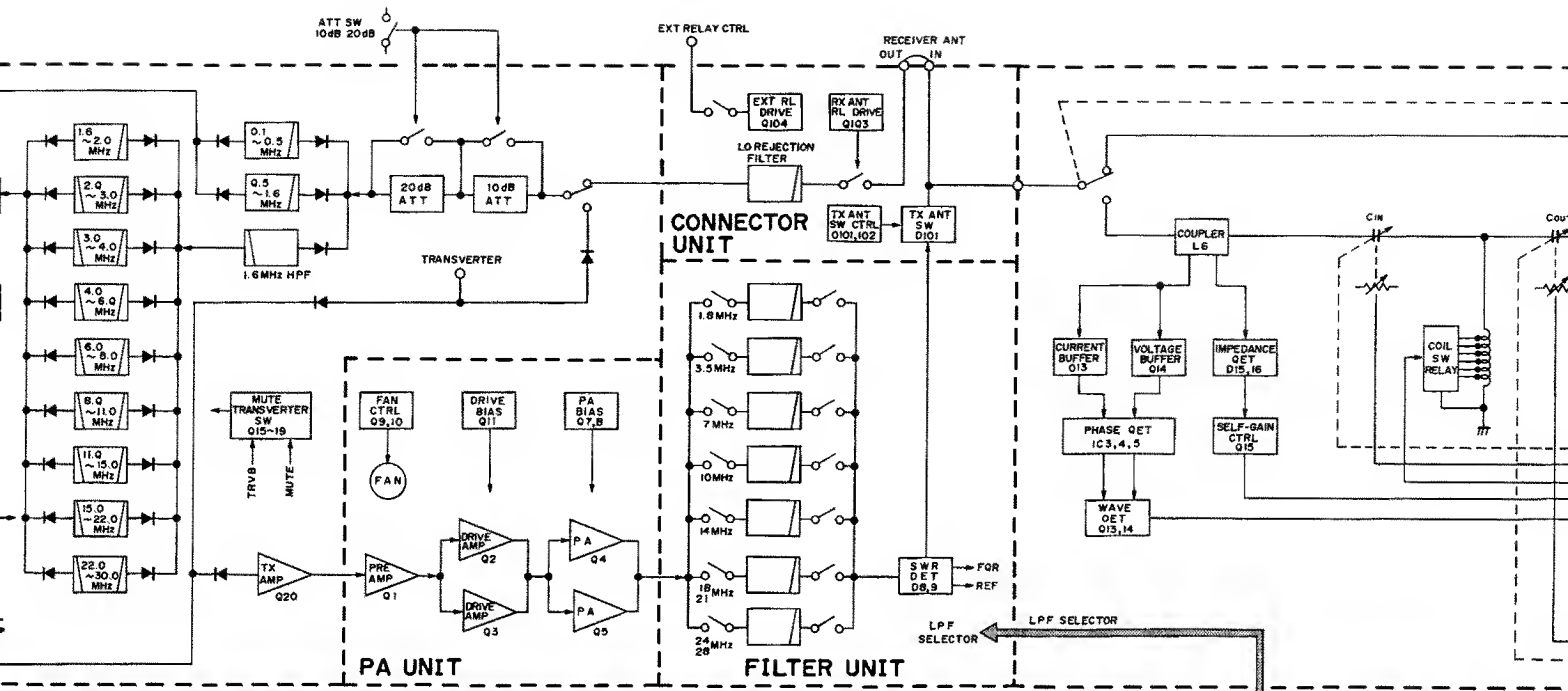 ATT SW
10dB 20dB
EXT RELAY CTRL
RECEIVER ANT
OUT IN
1.6
~2.0
MHz
2.0
~3.0
MHz
3.0
~4.0
MHz
4.0
~6.0
MHz
6.0
~8.0
MHz
8.0
~11.0
MHz
11.0
~15.0
MHz
15.0
~22.0
MHz
22.0
~30.0
MHz
0.1
~0.5
MHz
0.5
~1.6
MHz
1.6MHz HPF
20dB
ATT
10dB
ATT
TRANSVERTER
EXT RL
DRIVE
Q104
RX ANT
RL DRIVE
Q103
LO REJECTION
FILTER
CONNECTOR
UNIT
TX ANT
SW CTRL
Q101,102
TX ANT
SW
D101
MUTE
TRANSVERTER
SW
Q15~19
TRVB
MUTE
TX
AMP
Q20
FAN
CTRL
Q9,10
FAN
DRIVE
BIAS
Q11
PA
BIAS
Q7,8
PRE
AMP
Q1
DRIVE
AMP
Q2
DRIVE
AMP
Q3
PA
Q4
PA
Q5
PA UNIT
1.8MHz
3.5MHz
7MHz
10MHz
14MHz
18
21 MHz
24
28 MHz
FILTER UNIT
SWR
DET
D8,9
FOR
REF
LPF
SELECTOR
LPF SELECTOR
COUPLER
L6
CIN
COUT
CURRENT
BUFFER
Q13
VOLTAGE
BUFFER
Q14
IMPEDANCE
DET
D15,16
PHASE DET
IC3,4,5
SELF-GAIN
CTRL
Q15
WAVE
DET
Q13,14
COIL
SW
RELAY